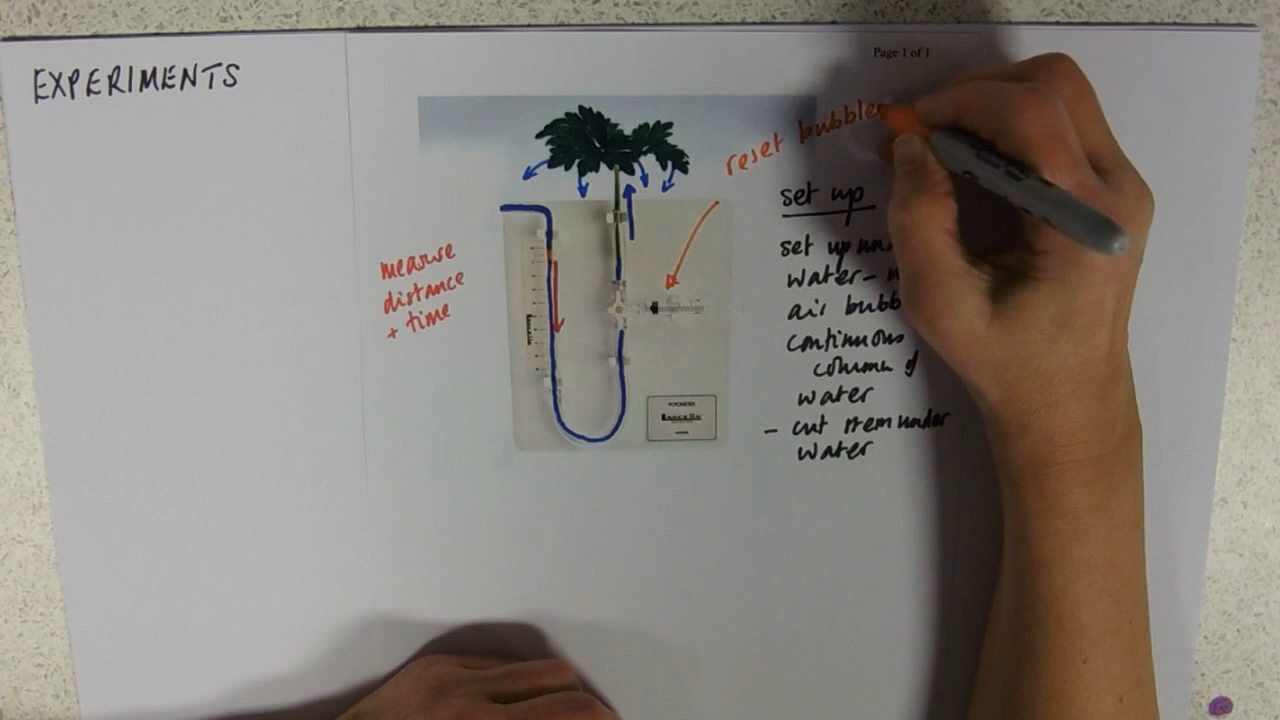 Page 1 of 1
EXPERIMENTS
reset bubble
set up
set up
water -
air
continuous
column of
water
- cut stem under
water
measure
distance
+ time
POTOMETER